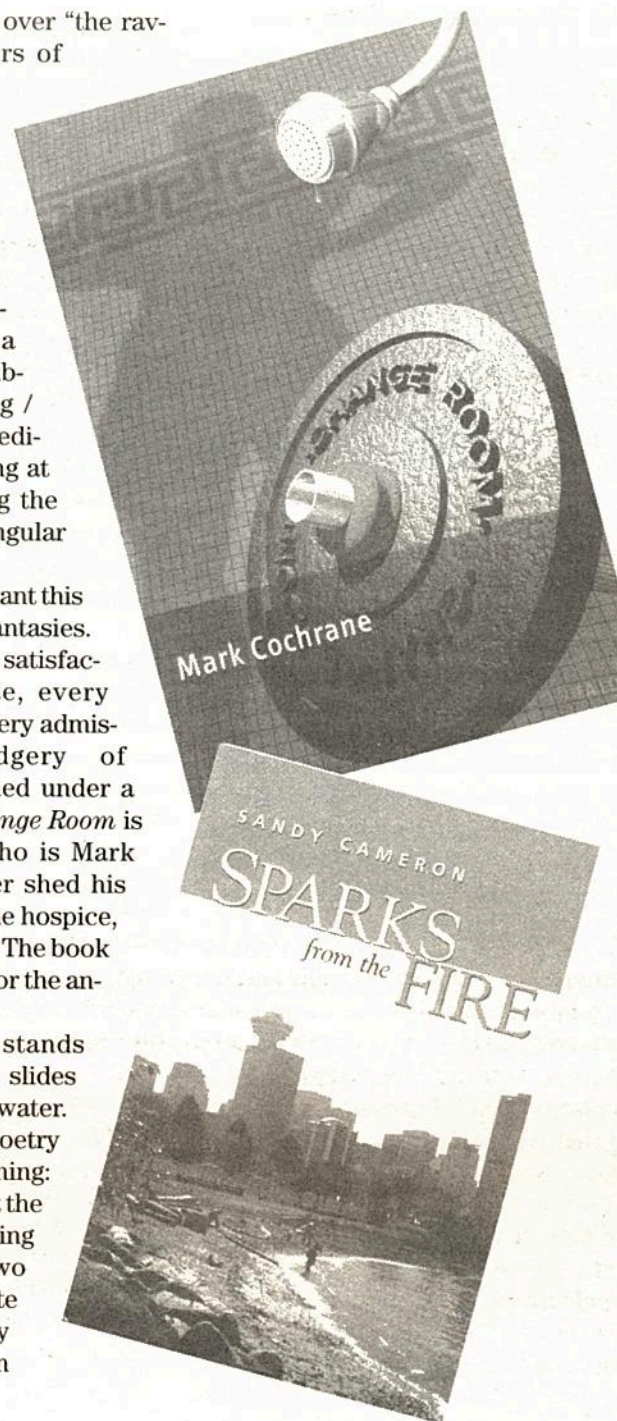 over “the rav-
rs of
-
a
b-
g /
edi-
ng at
g the
ngular
ant this
antasies.
satisfac-
e, every
ery admis-
dgery of
ed under a
nge Room is
ho is Mark
er shed his
e hospice,
The book
or the an-
stands
slides
water.
oetry
ning:
t the
ing
wo
te
y
n
CHANGE ROOM
Mark Cochrane
SANDY CAMERON
SPARKS
from the
FIRE